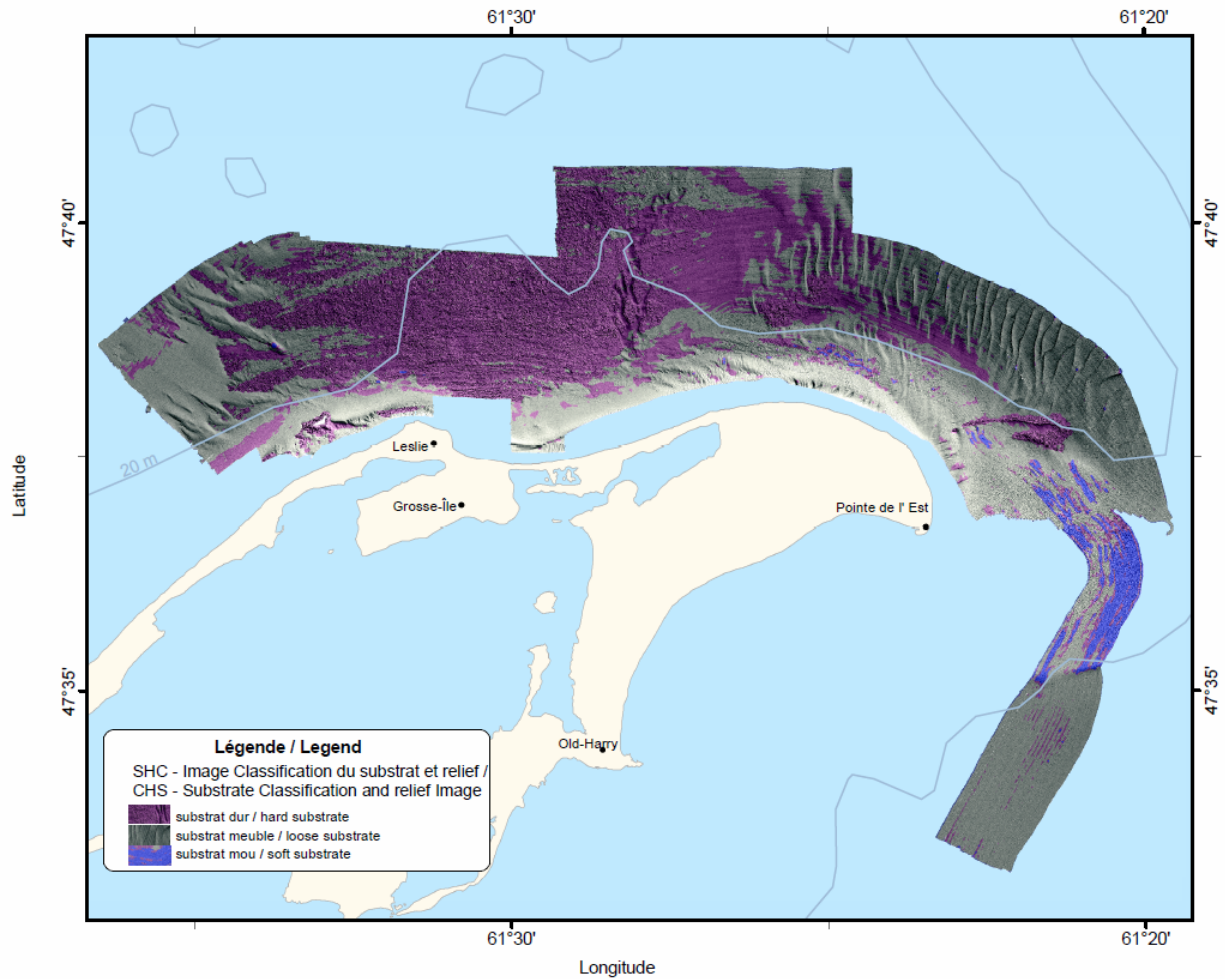 61°30'
61°20'
47°40'
47°40'
Leslie
20 m
Grosse-Île
Pointe de l' Est
Latitude
47°35'
47°35'
Old-Harry
Légende / Legend
SHC - Image Classification du substrat et relief /
CHS - Substrate Classification and relief Image
substrat dur / hard substrate
substrat meuble / loose substrate
substrat mou / soft substrate
61°30'
61°20'
Longitude